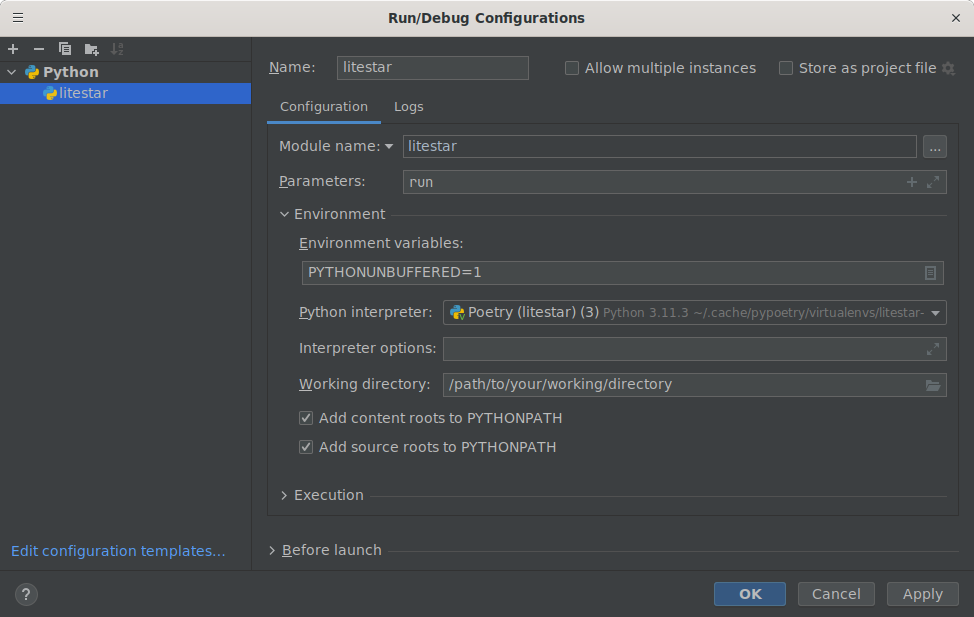 Run/Debug Configurations
Python
litestar
Edit configuration templates...
Name: litestar Allow multiple instances Store as project file
Configuration Logs
Module name: litestar ...
Parameters: run
Environment
Environment variables:
PYTHONUNBUFFERED=1
Python interpreter: Poetry (litestar) (3) Python 3.11.3 ~/.cache/pypoetry/virtualenvs/litestar-
Interpreter options:
Working directory: /path/to/your/working/directory
Add content roots to PYTHONPATH
Add source roots to PYTHONPATH
Execution
Before launch
? OK Cancel Apply